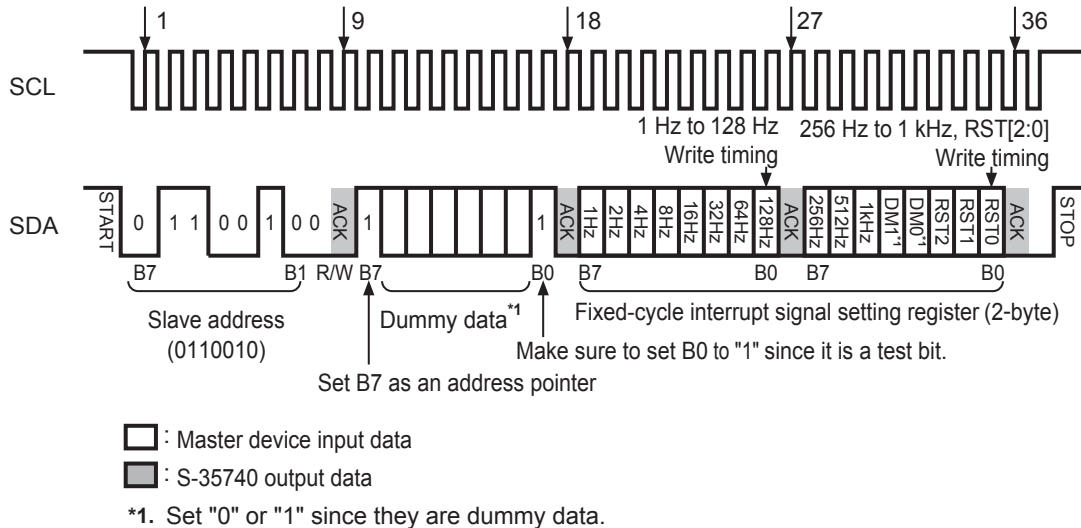 1 9 18 27 36
SCL
1 Hz to 128 Hz 256 Hz to 1 kHz, RST[2:0]
Write timing Write timing
SDA
START 0 1 1 0 0 1 0 0 ACK 1 1 ACK 1Hz 2Hz 4Hz 8Hz 16Hz 32Hz 64Hz 128Hz ACK 256Hz 512Hz 1kHz DM1*1 DM0*1 RST2 RST1 RST0 ACK STOP
B7 B1 R/W B7 B0 B7 B0 B7 B0
Slave address
(0110010)
Dummy data*1
Fixed-cycle interrupt signal setting register (2-byte)
Make sure to set B0 to "1" since it is a test bit.
Set B7 as an address pointer
: Master device input data
: S-35740 output data
*1. Set "0" or "1" since they are dummy data.